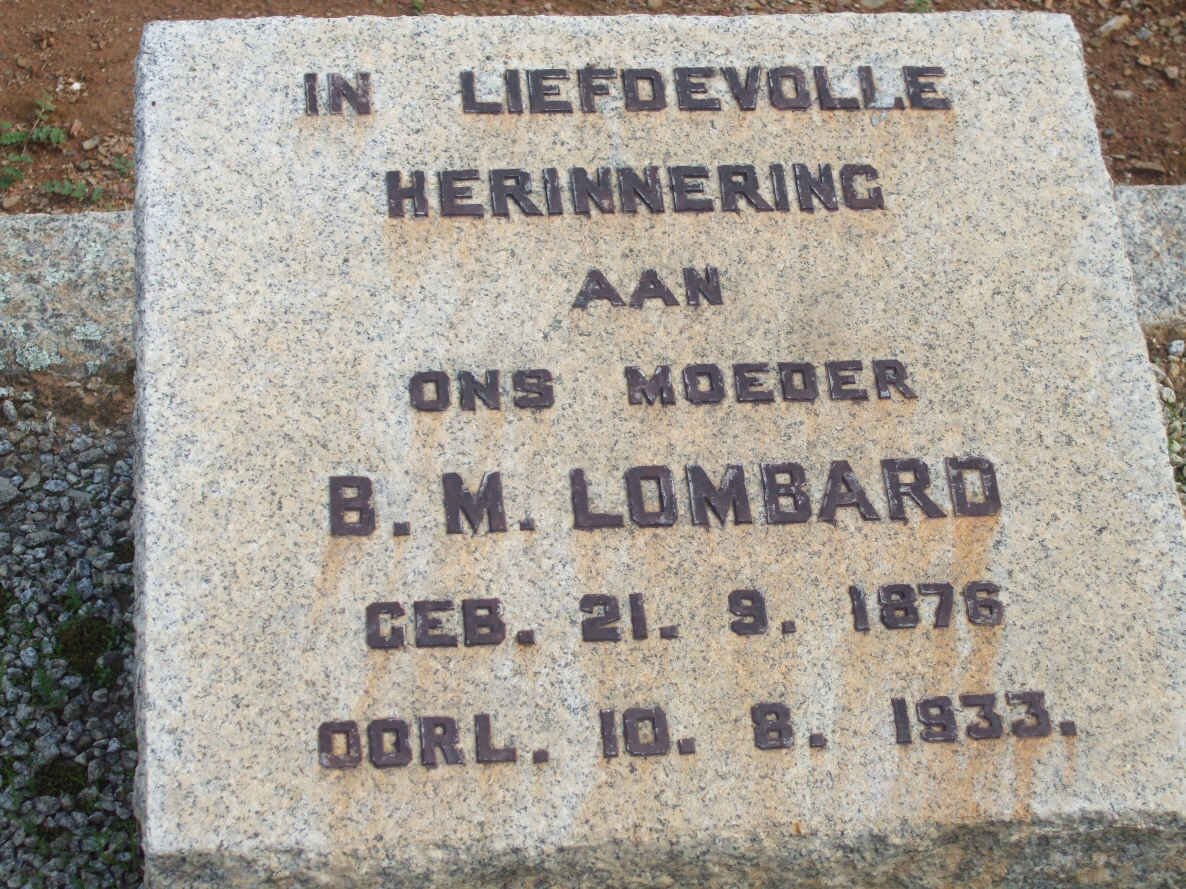 IN LIEFDEVOLLE
HERINNERING
AAN
ONS MOEDER
B. M. LOMBARD
GEB. 21. 9. 1876
OORL. 10. 8. 1933.